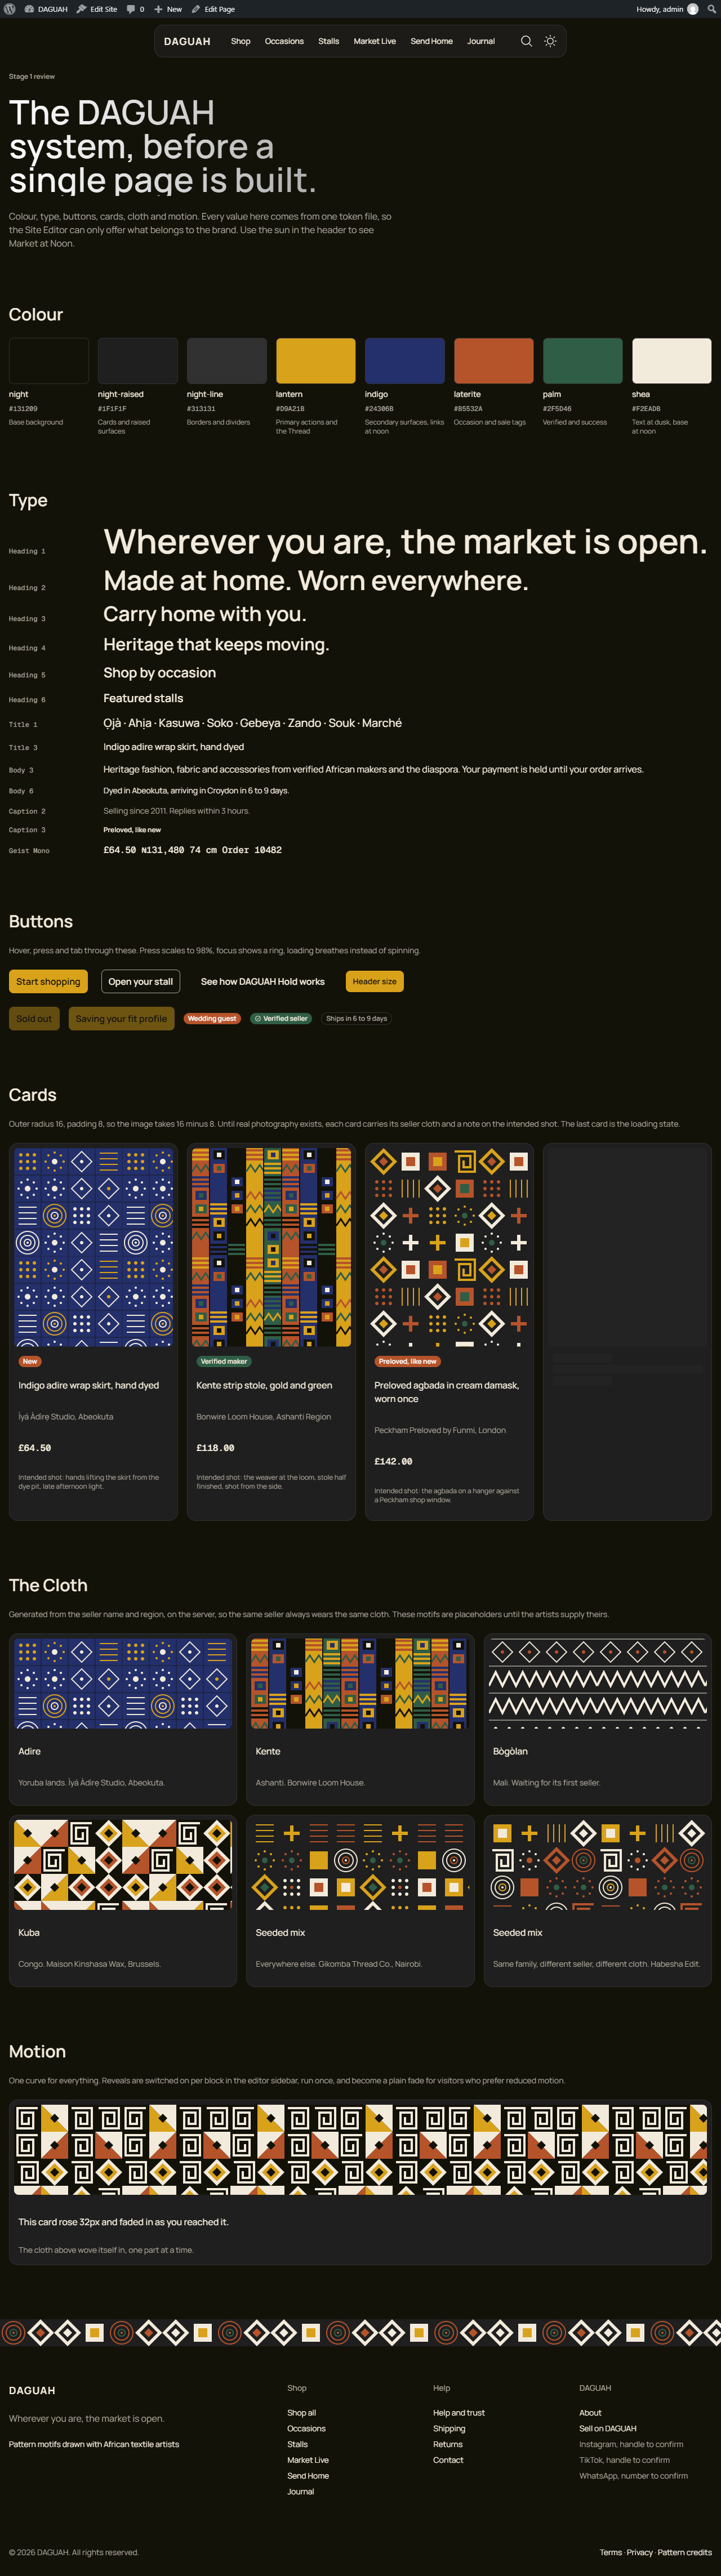 DAGUAH Edit Site 0 New Edit Page Howdy, admin
DAGUAH Shop Occasions Stalls Market Live Send Home Journal
Stage 1 review
The DAGUAH
system, before a
single page is built.
Colour, type, buttons, cards, cloth and motion. Every value here comes from one token file, so
the Site Editor can only offer what belongs to the brand. Use the sun in the header to see
Market at Noon.
Colour
night
#131209
Base background
night-raised
#1F1F1F
Cards and raised
surfaces
night-line
#313131
Borders and dividers
lantern
#D9A21B
Primary actions and
the Thread
indigo
#24306B
Secondary surfaces, links
at noon
laterite
#B5532A
Occasion and sale tags
palm
#2F5D46
Verified and success
shea
#F2EADB
Text at dusk, base
at noon
Type
Heading 1 Wherever you are, the market is open.
Heading 2 Made at home. Worn everywhere.
Heading 3 Carry home with you.
Heading 4 Heritage that keeps moving.
Heading 5 Shop by occasion
Heading 6 Featured stalls
Title 1 Ọjà · Ahịa · Kasuwa · Soko · Gebeya · Zando · Souk · Marché
Title 3 Indigo adire wrap skirt, hand dyed
Body 3 Heritage fashion, fabric and accessories from verified African makers and the diaspora. Your payment is held until your order arrives.
Body 6 Dyed in Abeokuta, arriving in Croydon in 6 to 9 days.
Caption 2 Selling since 2011. Replies within 3 hours.
Caption 3 Preloved, like new
Geist Mono £64.50 ₦131,480 74 cm Order 10482
Buttons
Hover, press and tab through these. Press scales to 98%, focus shows a ring, loading breathes instead of spinning.
Start shopping Open your stall See how DAGUAH Hold works Header size
Sold out Saving your fit profile Wedding guest Verified seller Ships in 6 to 9 days
Cards
Outer radius 16, padding 8, so the image takes 16 minus 8. Until real photography exists, each card carries its seller cloth and a note on the intended shot. The last card is the loading state.
New
Indigo adire wrap skirt, hand dyed
Ìyá Àdìrẹ Studio, Abeokuta
£64.50
Intended shot: hands lifting the skirt from the
dye pit, late afternoon light.
Verified maker
Kente strip stole, gold and green
Bonwire Loom House, Ashanti Region
£118.00
Intended shot: the weaver at the loom, stole half
finished, shot from the side.
Preloved, like new
Preloved agbada in cream damask,
worn once
Peckham Preloved by Funmi, London
£142.00
Intended shot: the agbada on a hanger against
a Peckham shop window.
The Cloth
Generated from the seller name and region, on the server, so the same seller always wears the same cloth. These motifs are placeholders until the artists supply theirs.
Adire
Yoruba lands. Ìyá Àdìrẹ Studio, Abeokuta.
Kente
Ashanti. Bonwire Loom House.
Bògòlan
Mali. Waiting for its first seller.
Kuba
Congo. Maison Kinshasa Wax, Brussels.
Seeded mix
Everywhere else. Gikomba Thread Co., Nairobi.
Seeded mix
Same family, different seller, different cloth. Habesha Edit.
Motion
One curve for everything. Reveals are switched on per block in the editor sidebar, run once, and become a plain fade for visitors who prefer reduced motion.
This card rose 32px and faded in as you reached it.
The cloth above wove itself in, one part at a time.
DAGUAH
Wherever you are, the market is open.
Pattern motifs drawn with African textile artists
Shop
Shop all
Occasions
Stalls
Market Live
Send Home
Journal
Help
Help and trust
Shipping
Returns
Contact
DAGUAH
About
Sell on DAGUAH
Instagram, handle to confirm
TikTok, handle to confirm
WhatsApp, number to confirm
© 2026 DAGUAH. All rights reserved.
Terms · Privacy · Pattern credits